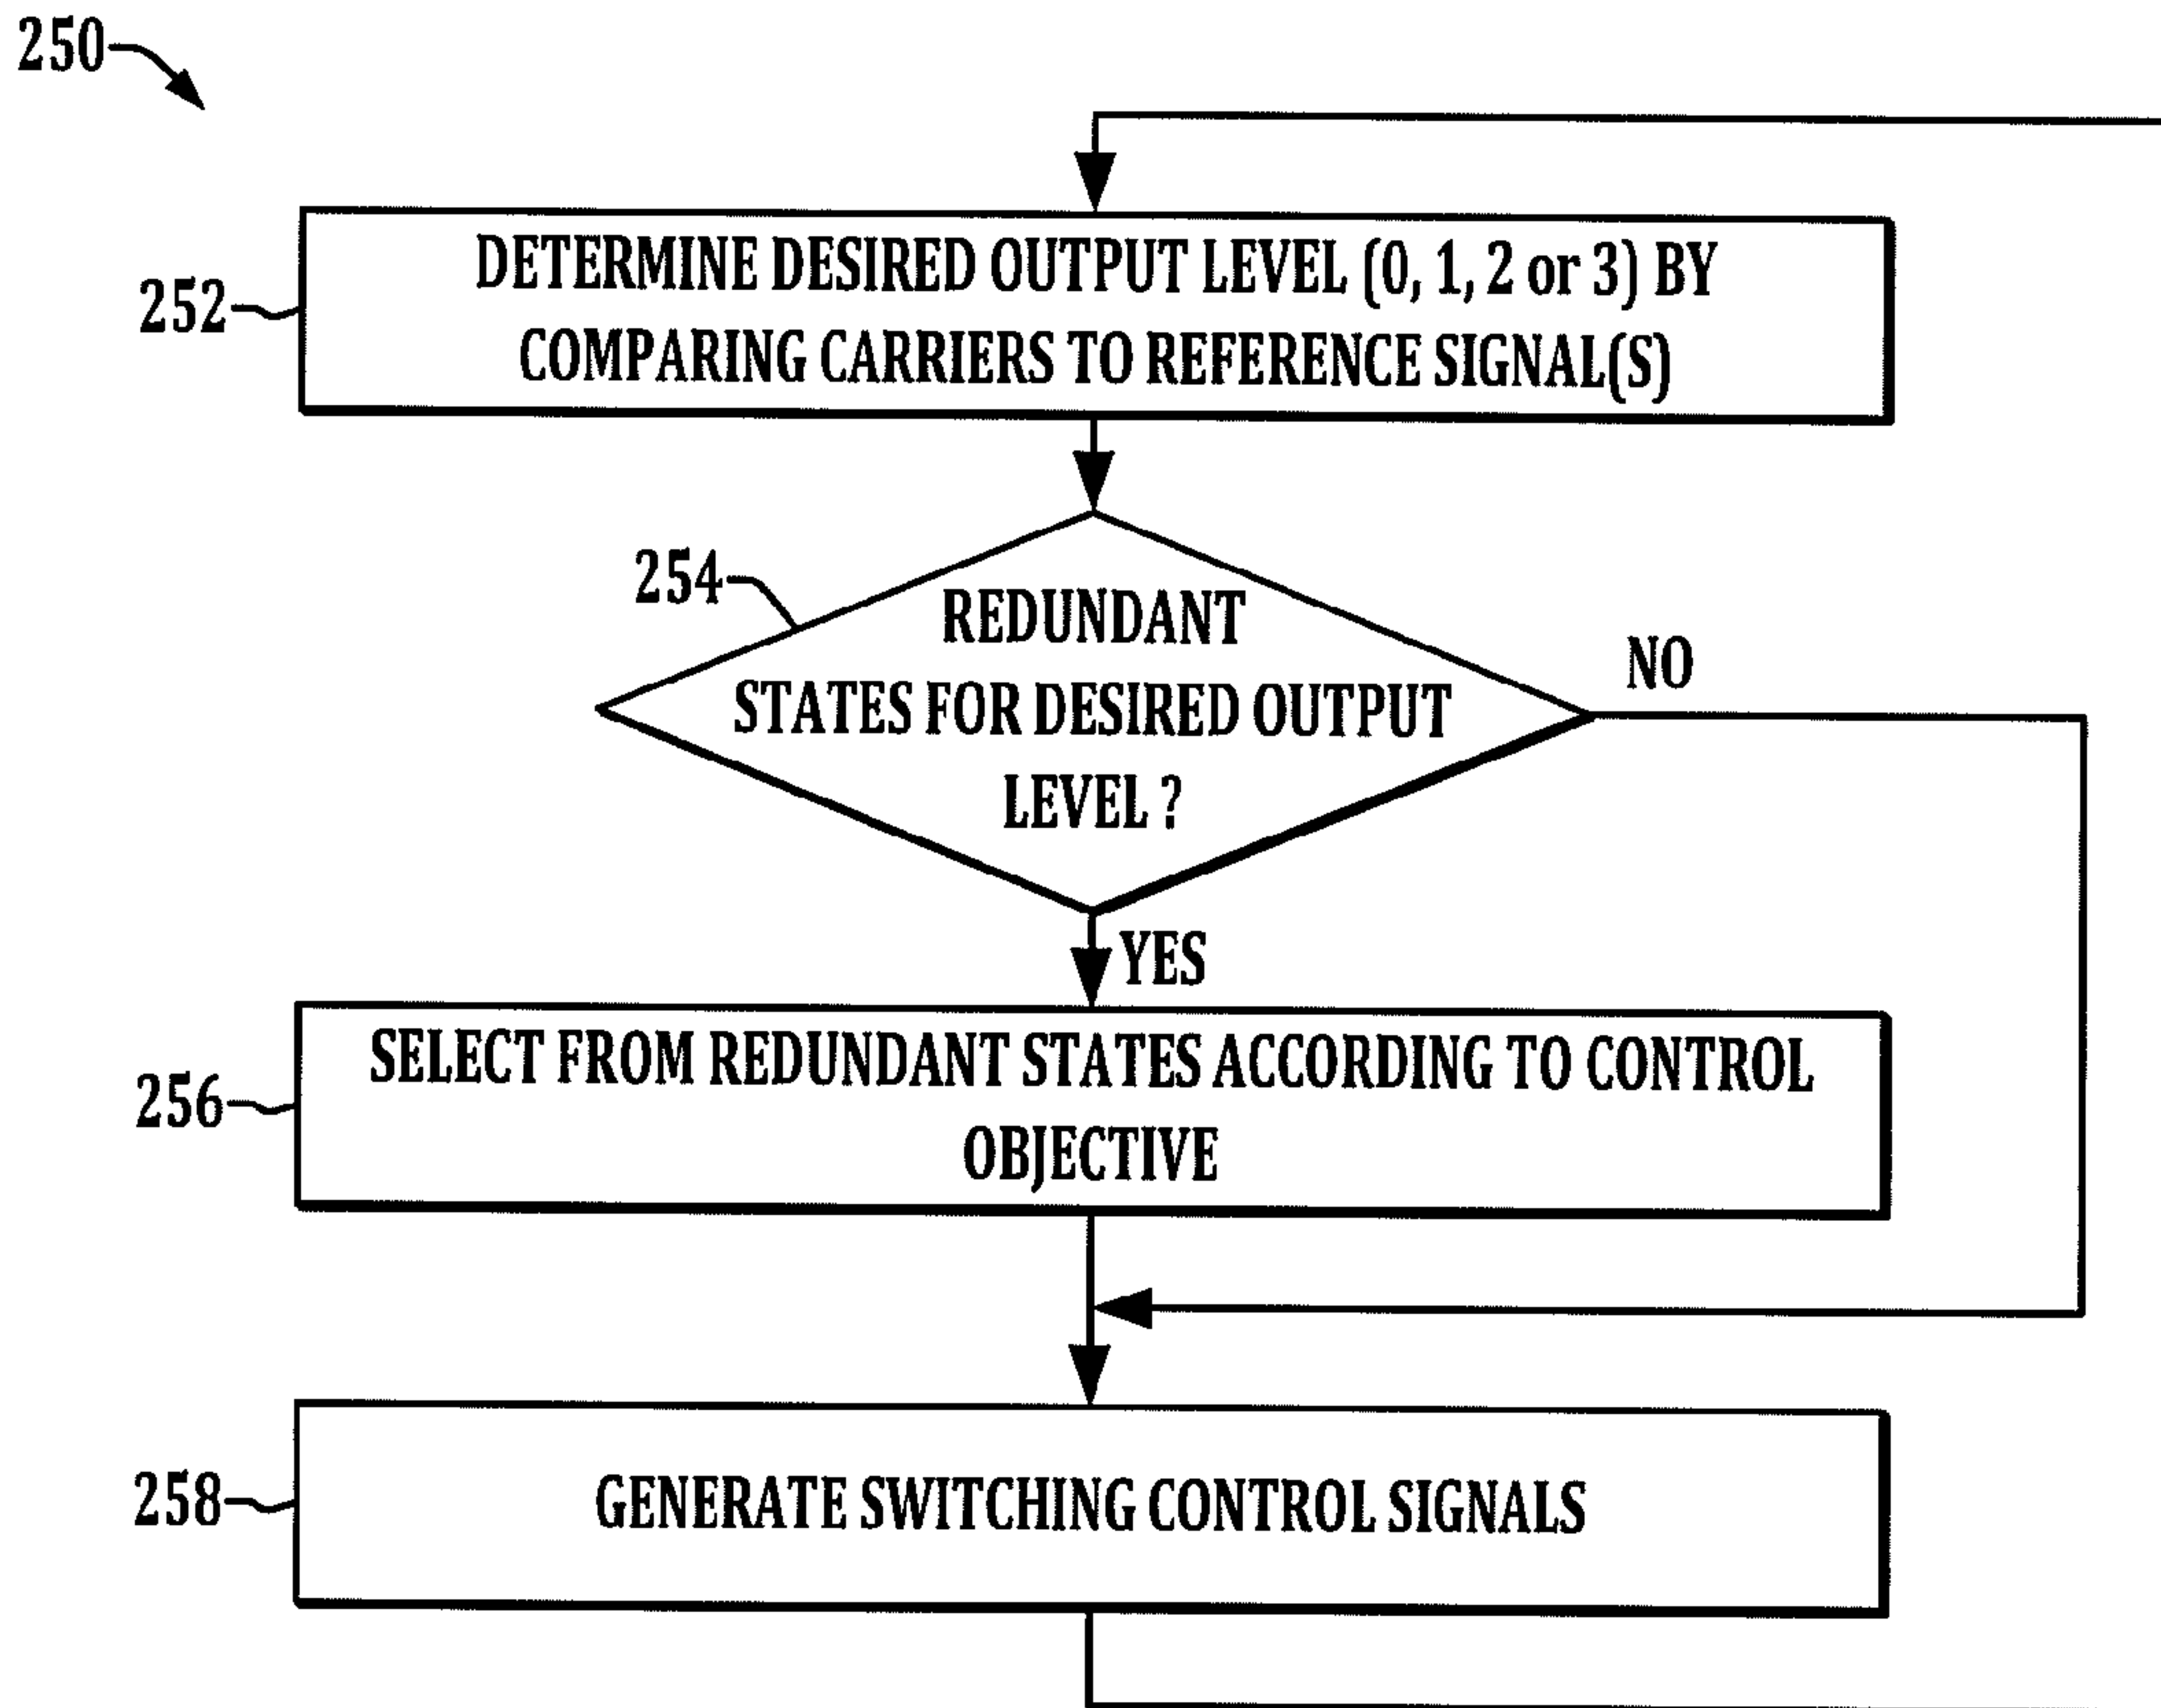 250
252
DETERMINE DESIRED OUTPUT LEVEL (0, 1, 2 or 3) BY
COMPARING CARRIERS TO REFERENCE SIGNAL(S)
254
REDUNDANT
STATES FOR DESIRED OUTPUT
LEVEL ?
NO
YES
256
SELECT FROM REDUNDANT STATES ACCORDING TO CONTROL
OBJECTIVE
258
GENERATE SWITCHING CONTROL SIGNALS